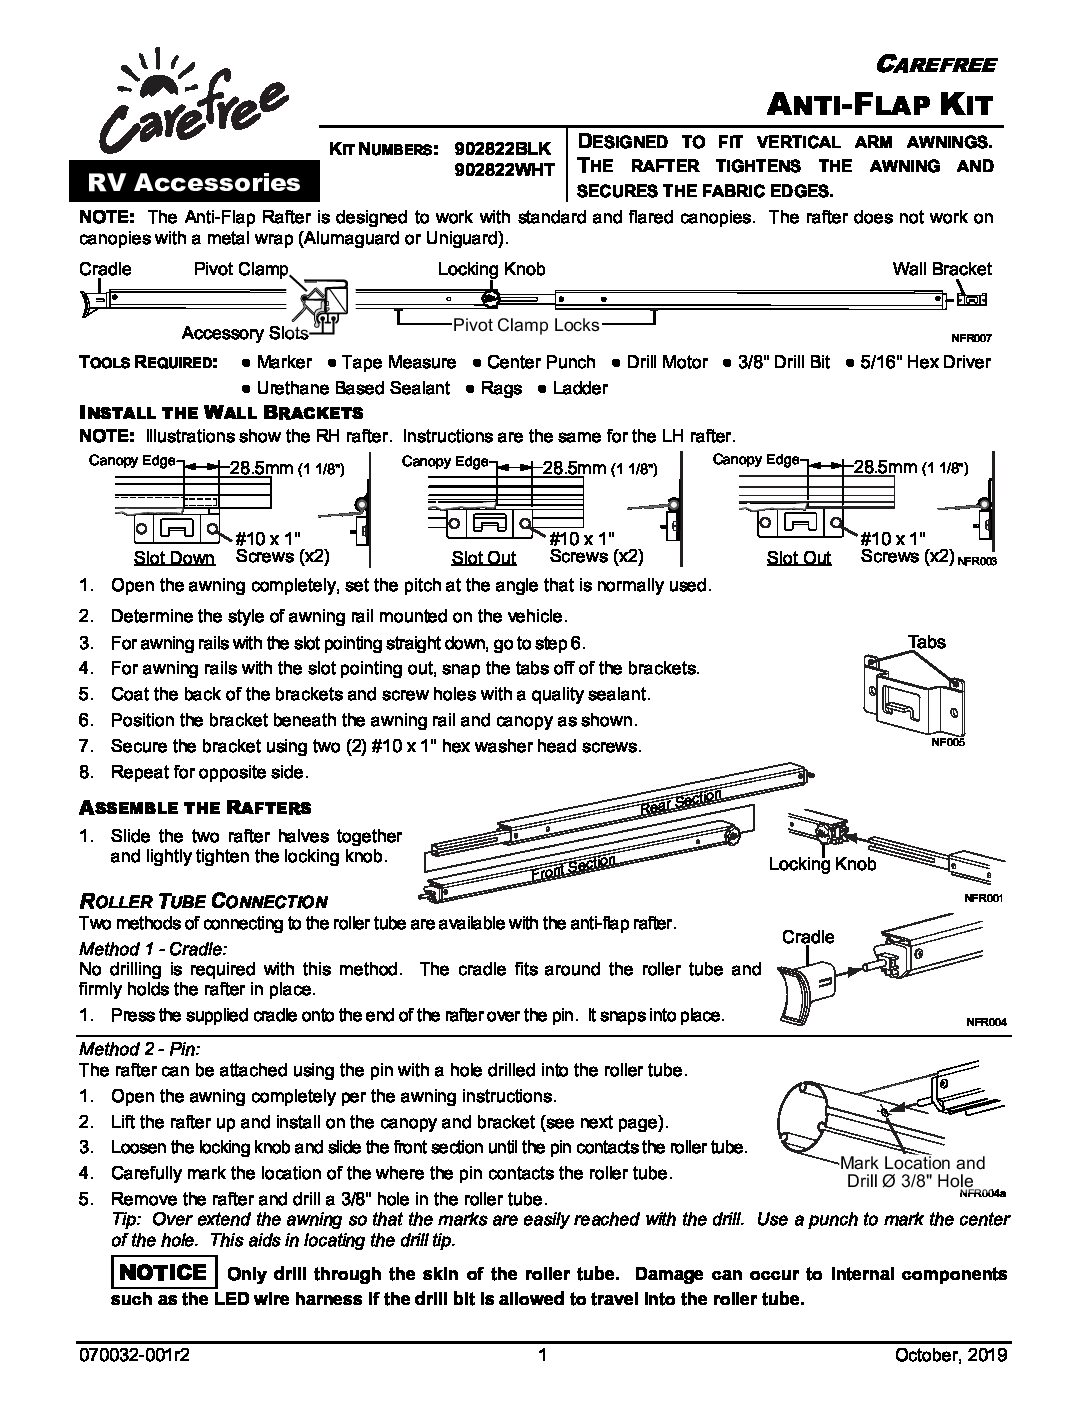 Carefree
RV Accessories
CAREFREE
ANTI-FLAP KIT
KIT NUMBERS: 902822BLK
902822WHT
DESIGNED TO FIT VERTICAL ARM AWNINGS.
THE RAFTER TIGHTENS THE AWNING AND
SECURES THE FABRIC EDGES.
NOTE: The Anti-Flap Rafter is designed to work with standard and flared canopies. The rafter does not work on
canopies with a metal wrap (Alumaguard or Uniguard).
Cradle Pivot Clamp Locking Knob Wall Bracket
Accessory Slots Pivot Clamp Locks NFR007
TOOLS REQUIRED: ● Marker ● Tape Measure ● Center Punch ● Drill Motor ● 3/8" Drill Bit ● 5/16" Hex Driver
● Urethane Based Sealant ● Rags ● Ladder
INSTALL THE WALL BRACKETS
NOTE: Illustrations show the RH rafter. Instructions are the same for the LH rafter.
Canopy Edge 28.5mm (1 1/8")
#10 x 1"
Slot Down Screws (x2)
Canopy Edge 28.5mm (1 1/8")
#10 x 1"
Slot Out Screws (x2)
Canopy Edge 28.5mm (1 1/8")
#10 x 1"
Slot Out Screws (x2) NFR003
1. Open the awning completely, set the pitch at the angle that is normally used.
2. Determine the style of awning rail mounted on the vehicle.
3. For awning rails with the slot pointing straight down, go to step 6.
4. For awning rails with the slot pointing out, snap the tabs off of the brackets.
5. Coat the back of the brackets and screw holes with a quality sealant.
6. Position the bracket beneath the awning rail and canopy as shown.
7. Secure the bracket using two (2) #10 x 1" hex washer head screws.
8. Repeat for opposite side.
Tabs
NF005
ASSEMBLE THE RAFTERS
1. Slide the two rafter halves together
and lightly tighten the locking knob.
Rear Section
Front Section
Locking Knob
NFR001
ROLLER TUBE CONNECTION
Two methods of connecting to the roller tube are available with the anti-flap rafter.
Method 1 - Cradle:
No drilling is required with this method. The cradle fits around the roller tube and
firmly holds the rafter in place.
1. Press the supplied cradle onto the end of the rafter over the pin. It snaps into place.
Cradle
NFR004
Method 2 - Pin:
The rafter can be attached using the pin with a hole drilled into the roller tube.
1. Open the awning completely per the awning instructions.
2. Lift the rafter up and install on the canopy and bracket (see next page).
3. Loosen the locking knob and slide the front section until the pin contacts the roller tube.
4. Carefully mark the location of the where the pin contacts the roller tube.
5. Remove the rafter and drill a 3/8" hole in the roller tube.
Tip: Over extend the awning so that the marks are easily reached with the drill. Use a punch to mark the center
of the hole. This aids in locating the drill tip.
Mark Location and
Drill Ø 3/8" Hole
NFR004a
NOTICE Only drill through the skin of the roller tube. Damage can occur to internal components
such as the LED wire harness if the drill bit is allowed to travel into the roller tube.
070032-001r2 1 October, 2019